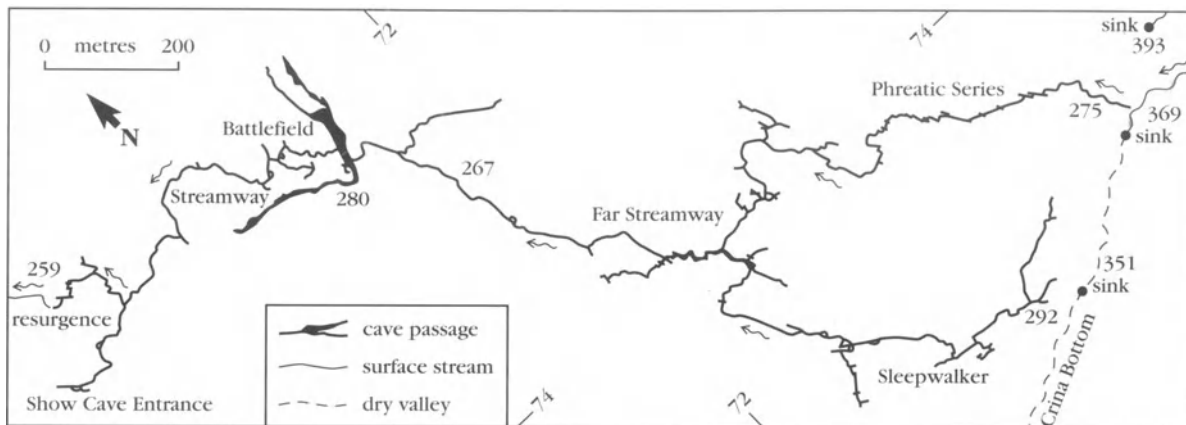 0 metres 200
N
72
74
sink
393
Phreatic Series
275
369
sink
Battlefield
267
Streamway
280
Far Streamway
259
resurgence
351
sink
292
Sleepwalker
Crina Bottom
Show Cave Entrance
cave passage
surface stream
dry valley
74
72